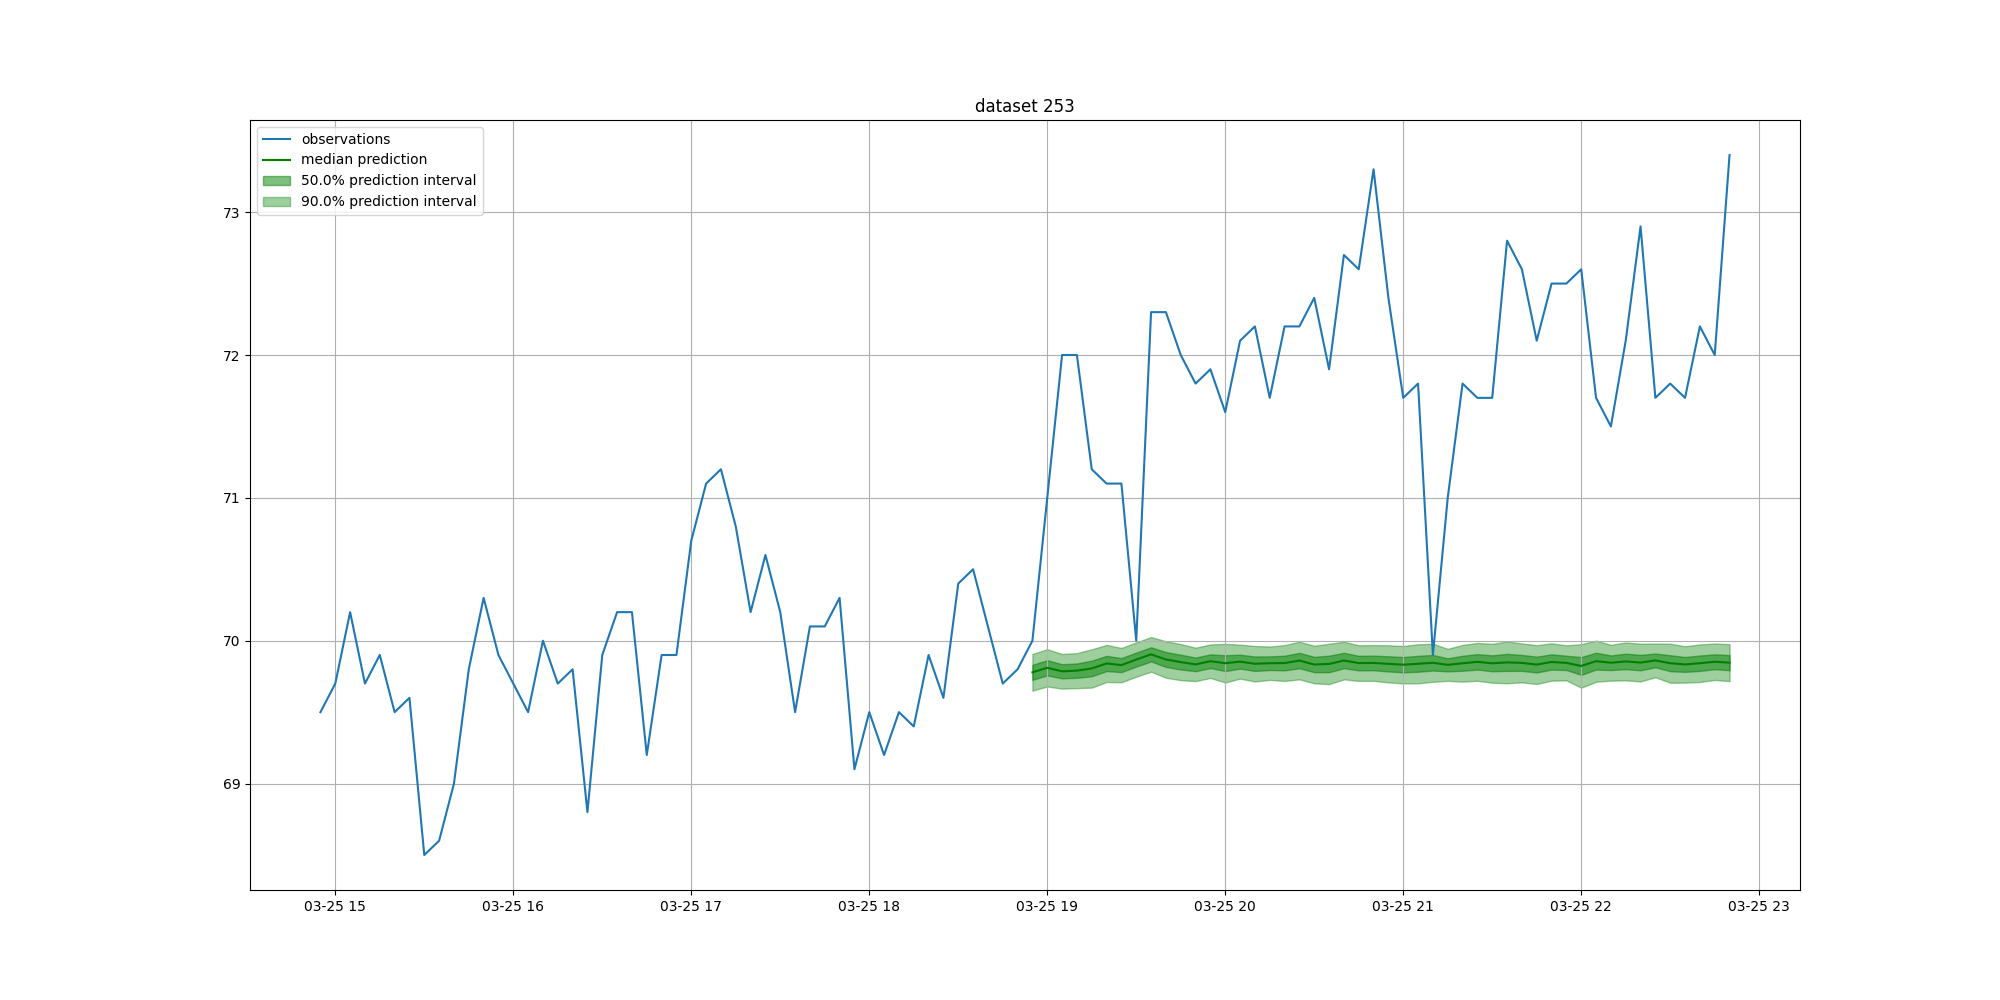 dataset 253
observations
median prediction
50.0% prediction interval
90.0% prediction interval
73
72
71
70
69
03-25 15
03-25 16
03-25 17
03-25 18
03-25 19
03-25 20
03-25 21
03-25 22
03-25 23